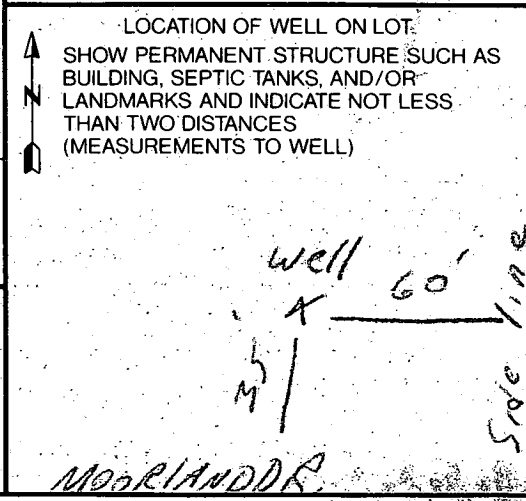 LOCATION OF WELL ON LOT
SHOW PERMANENT STRUCTURE SUCH AS
BUILDING, SEPTIC TANKS, AND/OR
N
LANDMARKS AND INDICATE NOT LESS
THAN TWO DISTANCES
(MEASUREMENTS TO WELL)
well
60'
X
Side line
MOORLAND DR.